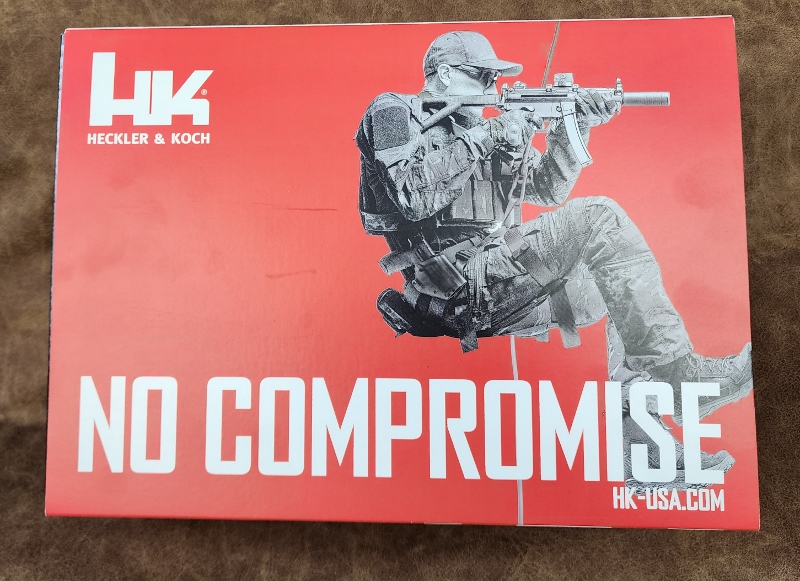 HK®
HECKLER & KOCH
NO COMPROMISE
HK-USA.COM